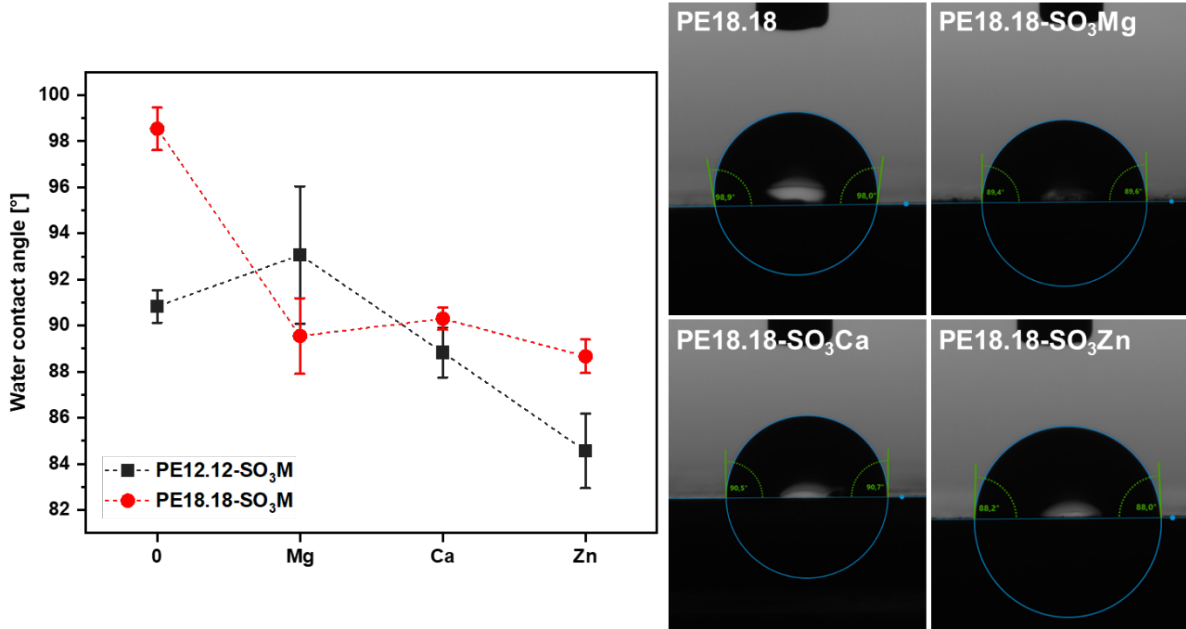 Water contact angle [°]
100
98
96
94
92
90
88
86
84
82
0 Mg Ca Zn
PE12.12-SO₃M
PE18.18-SO₃M
PE18.18
98,9° 98,0°
PE18.18-SO₃Mg
89,4° 89,6°
PE18.18-SO₃Ca
90,5° 90,7°
PE18.18-SO₃Zn
88,2° 88,0°